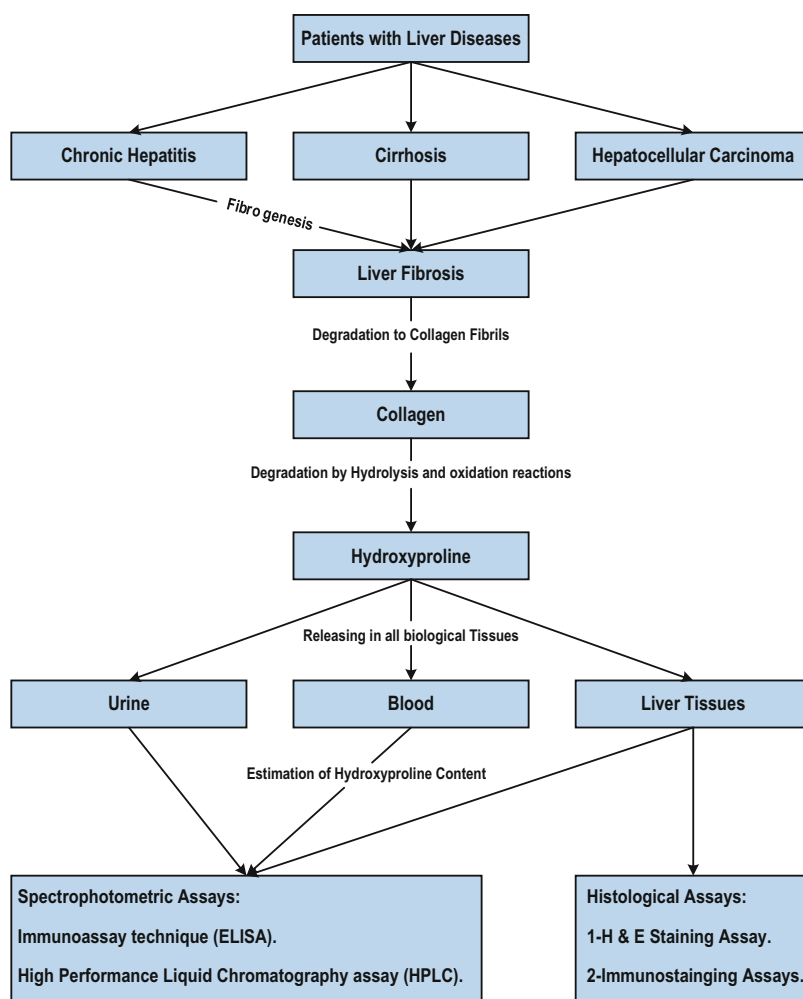 Patients with Liver Diseases
Chronic Hepatitis
Cirrhosis
Hepatocellular Carcinoma
Fibro genesis
Liver Fibrosis
Degradation to Collagen Fibrils
Collagen
Degradation by Hydrolysis and oxidation reactions
Hydroxyproline
Releasing in all biological Tissues
Urine
Blood
Liver Tissues
Estimation of Hydroxyproline Content
Spectrophotometric Assays:
Immunoassay technique (ELISA).
High Performance Liquid Chromatography assay (HPLC).
Histological Assays:
1-H & E Staining Assay.
2-Immunostainging Assays.